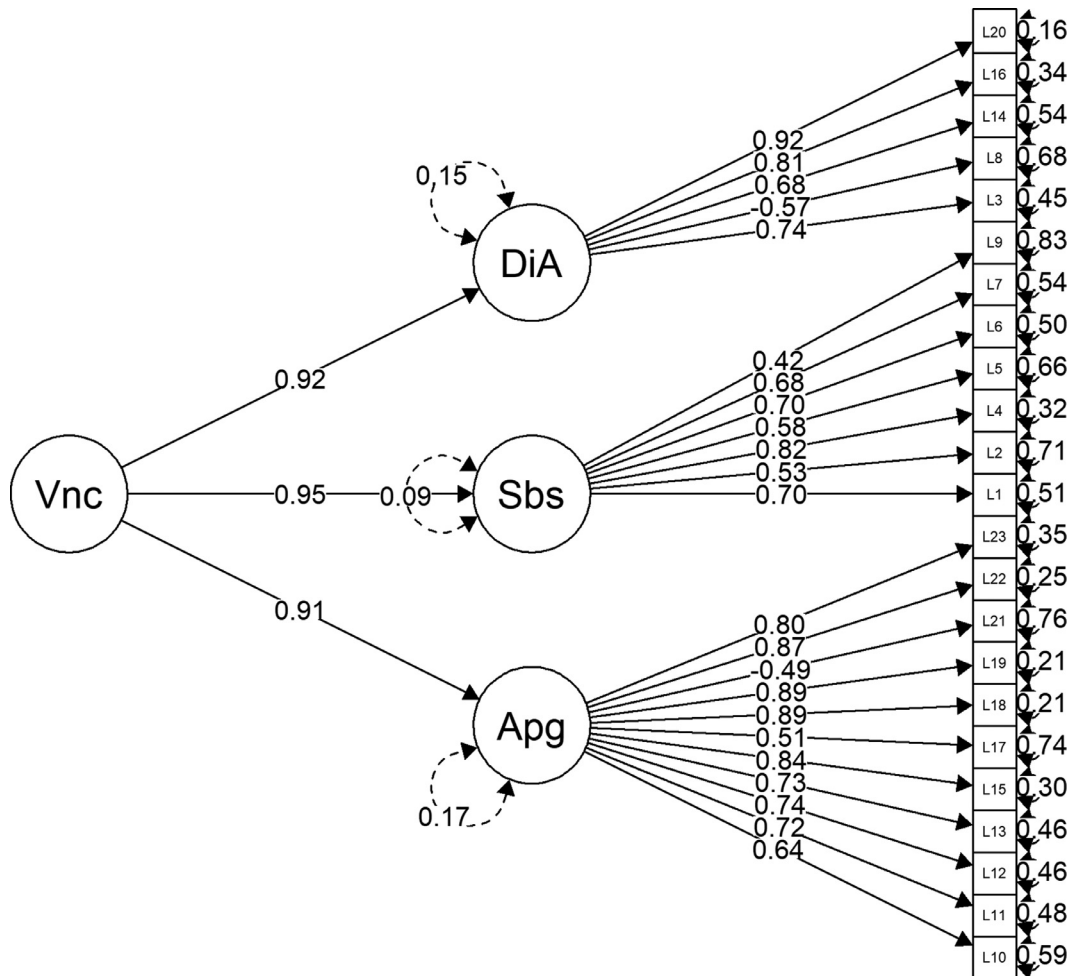 Vnc
0.92
0.95
0.91
DiA
0.15
Sbs
0.09
Apg
0.17
0.92
0.81
0.68
-0.57
0.74
0.42
0.68
0.70
0.58
0.82
0.53
0.70
0.80
0.87
-0.49
0.89
0.89
0.51
0.84
0.73
0.74
0.72
0.64
L20 0.16
L16 0.34
L14 0.54
L8 0.68
L3 0.45
L9 0.83
L7 0.54
L6 0.50
L5 0.66
L4 0.32
L2 0.71
L1 0.51
L23 0.35
L22 0.25
L21 0.76
L19 0.21
L18 0.21
L17 0.74
L15 0.30
L13 0.46
L12 0.46
L11 0.48
L10 0.59